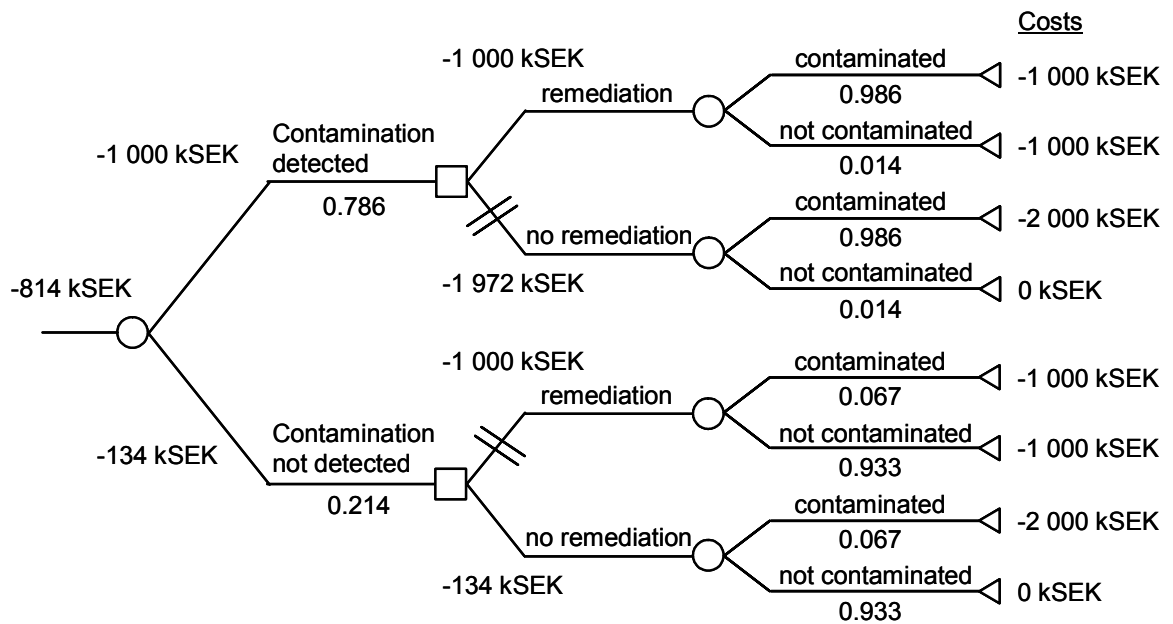 Costs
-1 000 kSEK
contaminated
-1 000 kSEK
remediation
0.986
Contamination
detected
not contaminated
-1 000 kSEK
-1 000 kSEK
0.014
0.786
contaminated
-2 000 kSEK
no remediation
0.986
not contaminated
-1 972 kSEK
0 kSEK
-814 kSEK
0.014
-1 000 kSEK
contaminated
-1 000 kSEK
remediation
0.067
Contamination
not detected
not contaminated
-1 000 kSEK
-134 kSEK
0.933
0.214
contaminated
-2 000 kSEK
no remediation
0.067
not contaminated
-134 kSEK
0 kSEK
0.933